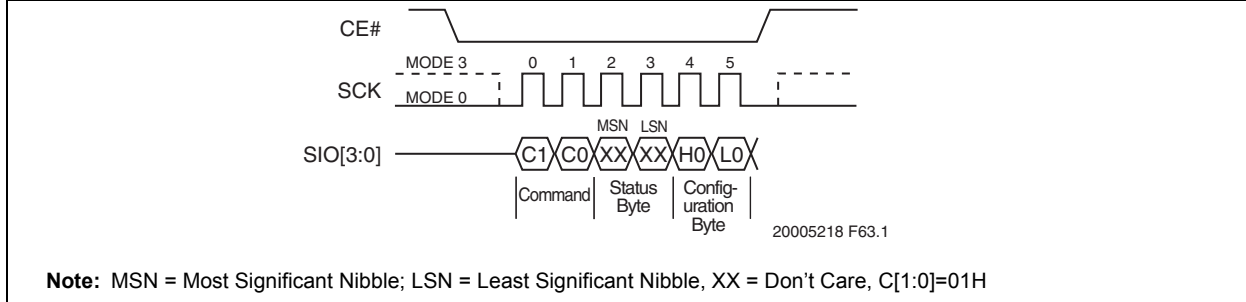 CE#
MODE 3 0 1 2 3 4 5
SCK
MODE 0
MSN LSN
SIO[3:0] C1 C0 XX XX H0 L0
Command Status Byte Config-uration Byte
20005218 F63.1
Note: MSN = Most Significant Nibble; LSN = Least Significant Nibble, XX = Don't Care, C[1:0]=01H